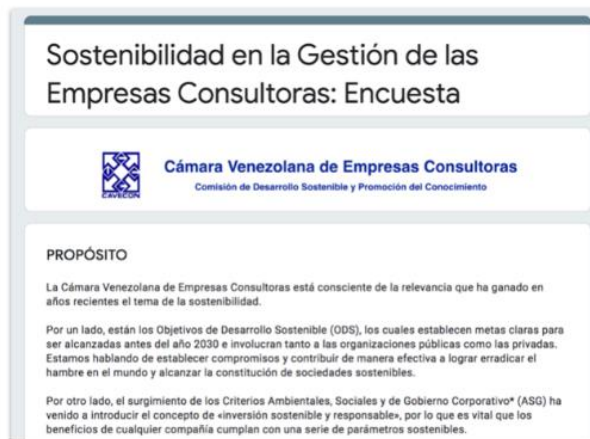 Sostenibilidad en la Gestión de las
Empresas Consultoras: Encuesta
CAVECON
Cámara Venezolana de Empresas Consultoras
Comisión de Desarrollo Sostenible y Promoción del Conocimiento
PROPÓSITO
La Cámara Venezolana de Empresas Consultoras está consciente de la relevancia que ha ganado en
años recientes el tema de la sostenibilidad.
Por un lado, están los Objetivos de Desarrollo Sostenible (ODS), los cuales establecen metas claras para
ser alcanzadas antes del año 2030 e involucran tanto a las organizaciones públicas como las privadas.
Estamos hablando de establecer compromisos y contribuir de manera efectiva a lograr erradicar el
hambre en el mundo y alcanzar la constitución de sociedades sostenibles.
Por otro lado, el surgimiento de los Criterios Ambientales, Sociales y de Gobierno Corporativo* (ASG) ha
venido a introducir el concepto de «inversión sostenible y responsable», por lo que es vital que los
beneficios de cualquier compañía cumplan con una serie de parámetros sostenibles.